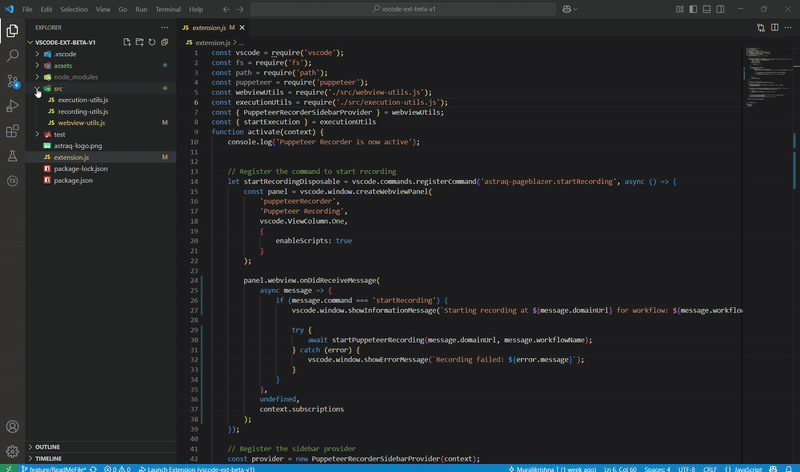 File Edit Selection View Go Run Terminal Help
vscode-ext-beta-v1
EXPLORER
VSCODE-EXT-BETA-V1
.vscode
assets
node_modules
src
execution-utils.js
recording-utils.js
webview-utils.js M
test
astraq-logo.png
extension.js M
package-lock.json
package.json
OUTLINE
TIMELINE
JS extension.js M
JS extension.js > ...
1 const vscode = require('vscode');
2 const fs = require('fs');
3 const path = require('path');
4 const puppeteer = require('puppeteer');
5 const webviewUtils = require('./src/webview-utils.js');
6 const executionUtils = require('./src/execution-utils.js');
7 const { PuppeteerRecorderSidebarProvider } = webviewUtils;
8 const { startExecution } = executionUtils
9 function activate(context) {
10 console.log('Puppeteer Recorder is now active');
11
12
13 // Register the command to start recording
14 let startRecordingDisposable = vscode.commands.registerCommand('astraq-pageblazer.startRecording', async () => {
15 const panel = vscode.window.createWebviewPanel(
16 'puppeteerRecorder',
17 'Puppeteer Recording',
18 vscode.ViewColumn.One,
19 {
20 enableScripts: true
21 }
22 );
23
24 panel.webview.onDidReceiveMessage(
25 async message => {
26 if (message.command === 'startRecording') {
27 vscode.window.showInformationMessage(`Starting recording at ${message.domainUrl} for workflow: ${message.workflow
28
29 try {
30 await startPuppeteerRecording(message.domainUrl, message.workflowName);
31 } catch (error) {
32 vscode.window.showErrorMessage(`Recording failed: ${error.message}`);
33 }
34 }
35 },
36 undefined,
37 context.subscriptions
38 );
39 });
40
41 // Register the sidebar provider
42 const provider = new PuppeteerRecorderSidebarProvider(context);
feature/ReadMeFile* 0 0 Launch Extension (vscode-ext-beta-v1) Muralikrishna T (1 week ago) Ln 6, Col 60 Spaces: 4 UTF-8 CRLF {} JavaScript